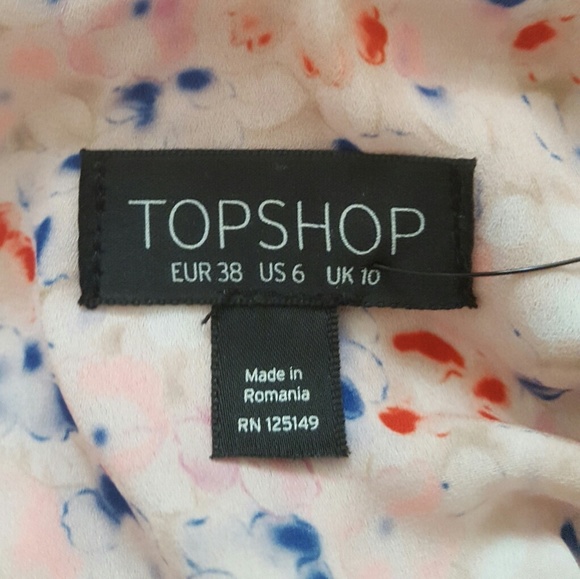 TOPSHOP
EUR 38 US 6 UK 10
Made in
Romania
RN 125149